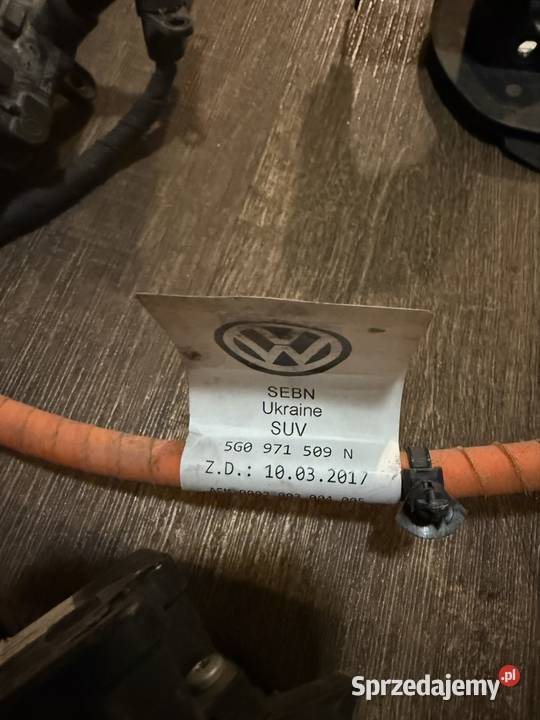 SEBN
Ukraine
SUV
5G0 971 509 N
Z.D.: 10.03.2017
Sprzedajemy.pl